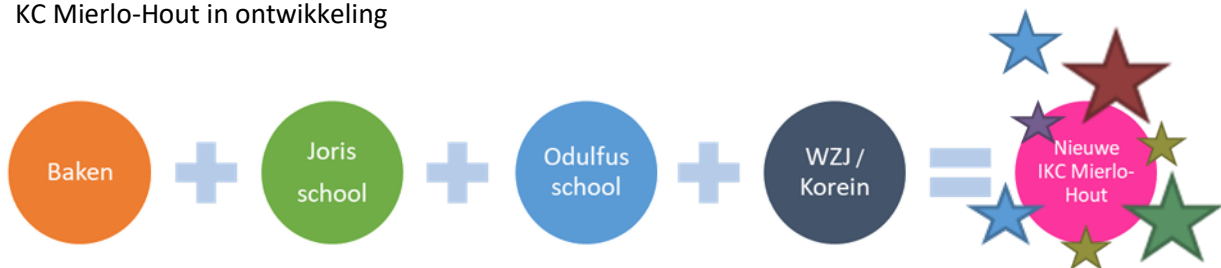 KC Mierlo-Hout in ontwikkeling
Baken
Joris
school
Odulfus
school
WZJ /
Korein
Nieuwe
IKC Mierlo-
Hout